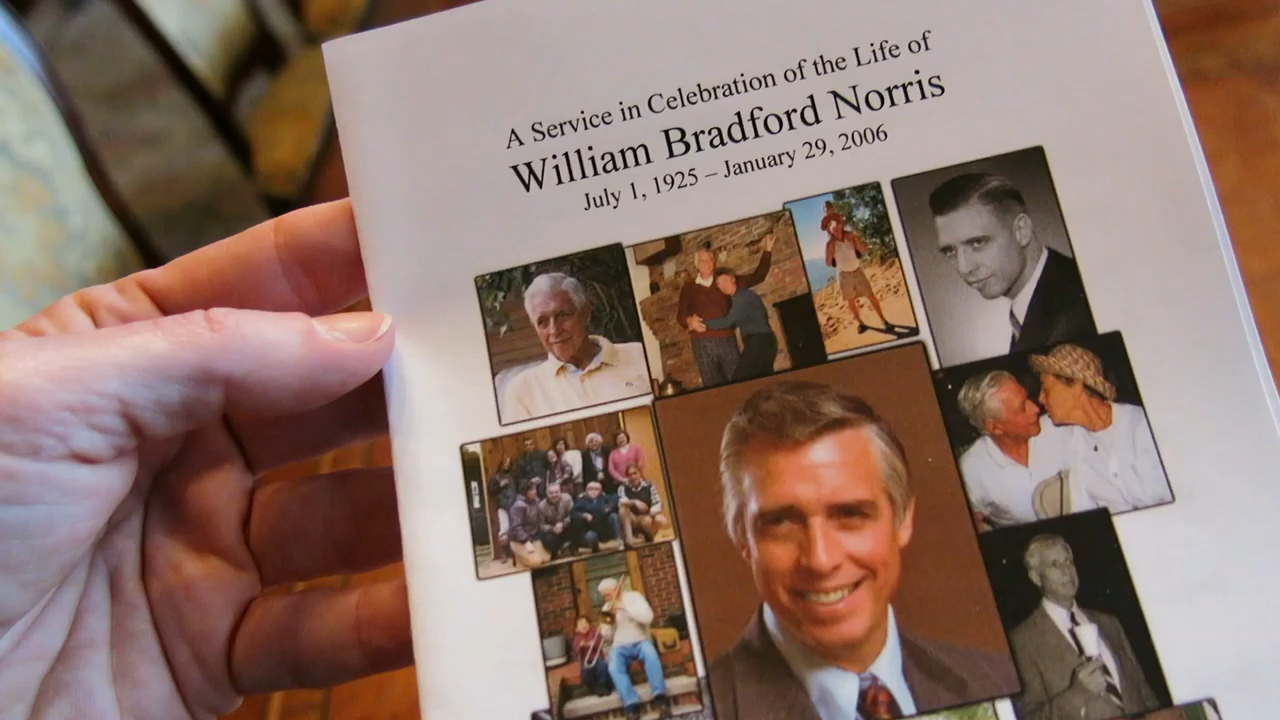 A Service in Celebration of the Life of
William Bradford Norris
July 1, 1925 – January 29, 2006